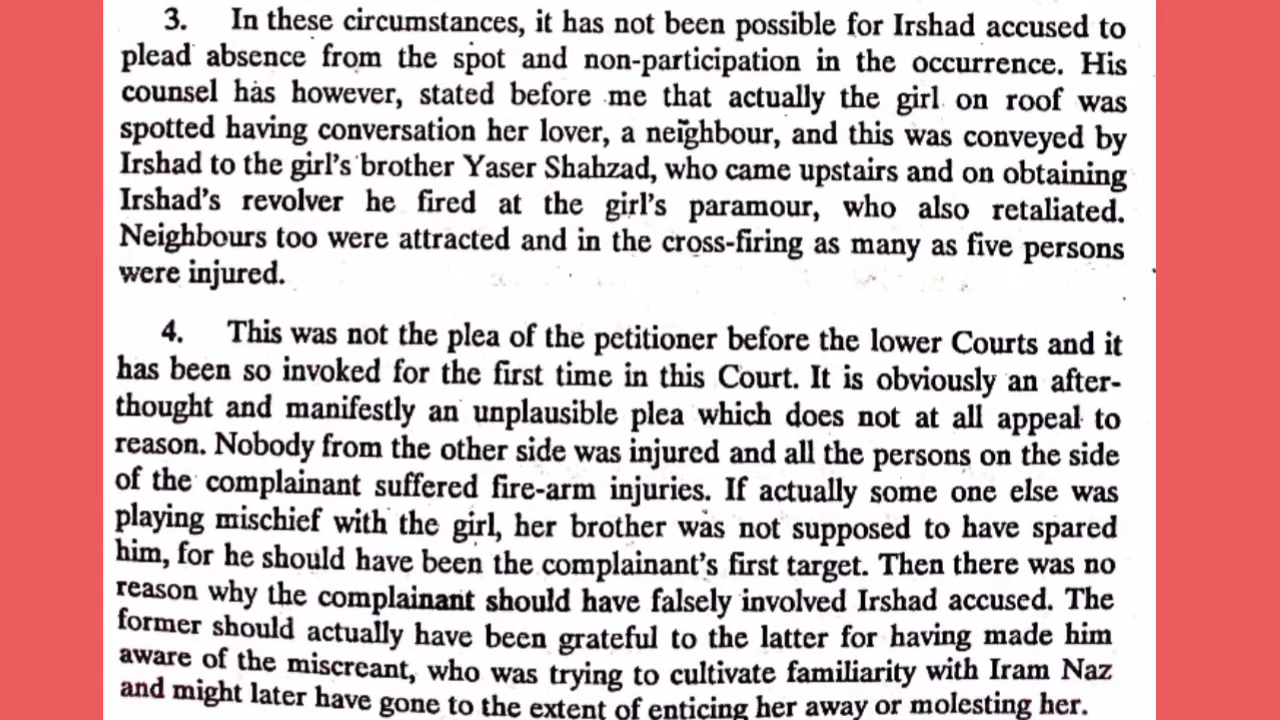 3. In these circumstances, it has not been possible for Irshad accused to
plead absence from the spot and non-participation in the occurrence. His
counsel has however, stated before me that actually the girl on roof was
spotted having conversation her lover, a neighbour, and this was conveyed by
Irshad to the girl's brother Yaser Shahzad, who came upstairs and on obtaining
Irshad's revolver he fired at the girl's paramour, who also retaliated.
Neighbours too were attracted and in the cross-firing as many as five persons
were injured.
4. This was not the plea of the petitioner before the lower Courts and it
has been so invoked for the first time in this Court. It is obviously an after-
thought and manifestly an unplausible plea which does not at all appeal to
reason. Nobody from the other side was injured and all the persons on the side
of the complainant suffered fire-arm injuries. If actually some one else was
playing mischief with the girl, her brother was not supposed to have spared
him, for he should have been the complainant's first target. Then there was no
reason why the complainant should have falsely involved Irshad accused. The
former should actually have been grateful to the latter for having made him
aware of the miscreant, who was trying to cultivate familiarity with Iram Naz
and might later have gone to the extent of enticing her away or molesting her.